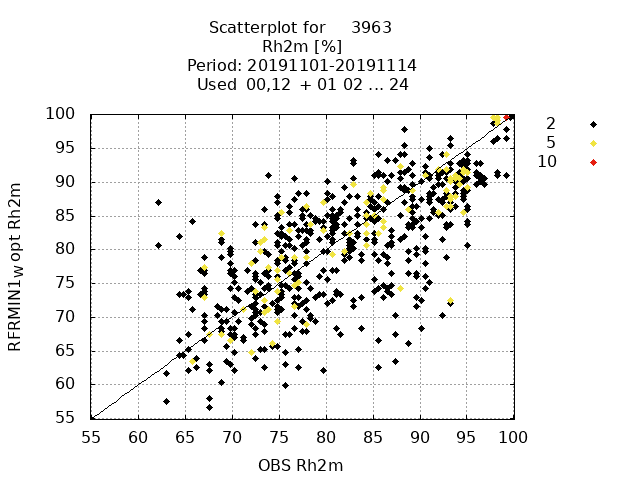 Scatterplot for 3963
Rh2m [%]
Period: 20191101-20191114
Used 00,12 + 01 02 ... 24
RFRMIN1_W opt Rh2m
100
95
90
85
80
75
70
65
60
55
55 60 65 70 75 80 85 90 95 100
OBS Rh2m
2
5
10